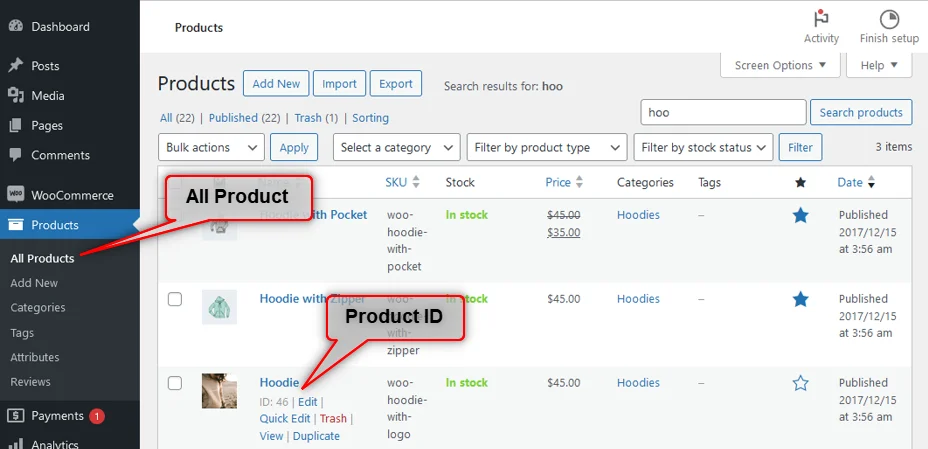 Dashboard
Posts
Media
Pages
Comments
WooCommerce
Products
All Products
Add New
Categories
Tags
Attributes
Reviews
Payments 1
Analytics
Products
Activity
Finish setup
Screen Options
Help
Products
Add New
Import
Export
Search results for: hoo
All (22) | Published (22) | Trash (1) | Sorting
hoo
Search products
Bulk actions
Apply
Select a category
Filter by product type
Filter by stock status
Filter
3 items
All Product
SKU
Stock
Price
Categories
Tags
Date
Hoodie with Pocket
woo-
hoodie-
with-
pocket
In stock
$45.00
$35.00
Hoodies
–
Published
2017/12/15
at 3:56 am
Hoodie with Zipper
woo-
with-
zipper
In stock
$45.00
Hoodies
–
Published
2017/12/15
at 3:56 am
Product ID
Hoodie
ID: 46 | Edit |
Quick Edit | Trash |
View | Duplicate
woo-
hoodie-
with-
logo
In stock
$45.00
Hoodies
–
Published
2017/12/15
at 3:56 am